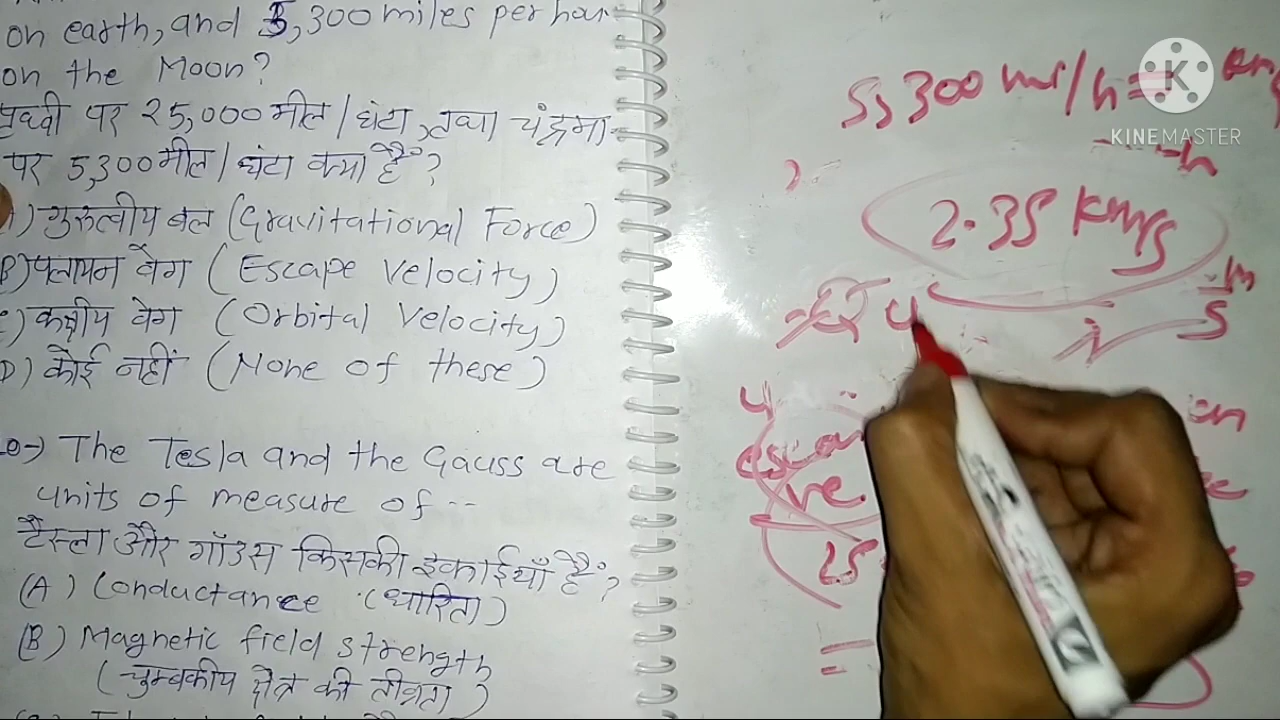 on earth, and 5,300 miles per hour
on the Moon?
पृथ्वी पर 25,000 मील / घंटा, तथा चंद्रमा
पर 5,300 मील / घंटा क्या है?
) गुरुत्वीय बल (Gravitational Force)
B) पलायन वेग (Escape Velocity)
C) कक्षीय वेग (Orbital Velocity)
D) कोई नहीं (None of these)
The Tesla and the Gauss are
units of measure of --
टैस्ला और गॉउस किसकी इकाईयाँ हैं?
(A) Conductance (धारिता)
(B) Magnetic field strength
(चुम्बकीय क्षेत्र की तीव्रता)
5,300 mi/h =
KINEMASTER
2.35 km/s
25
=